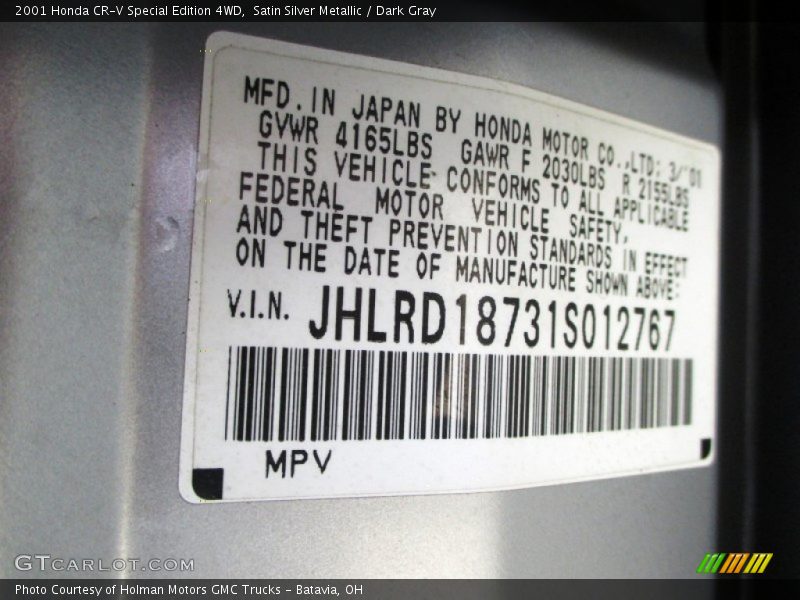 2001 Honda CR-V Special Edition 4WD, Satin Silver Metallic / Dark Gray
MFD. IN JAPAN BY HONDA MOTOR CO., LTD: 3/'01
GVWR 4165LBS GAWR F 2030LBS R 2155LBS
THIS VEHICLE CONFORMS TO ALL APPLICABLE
FEDERAL MOTOR VEHICLE SAFETY,
AND THEFT PREVENTION STANDARDS IN EFFECT
ON THE DATE OF MANUFACTURE SHOWN ABOVE:
V.I.N. JHLRD18731S012767
MPV
GTCARLOT.COM
Photo Courtesy of Holman Motors GMC Trucks - Batavia, OH